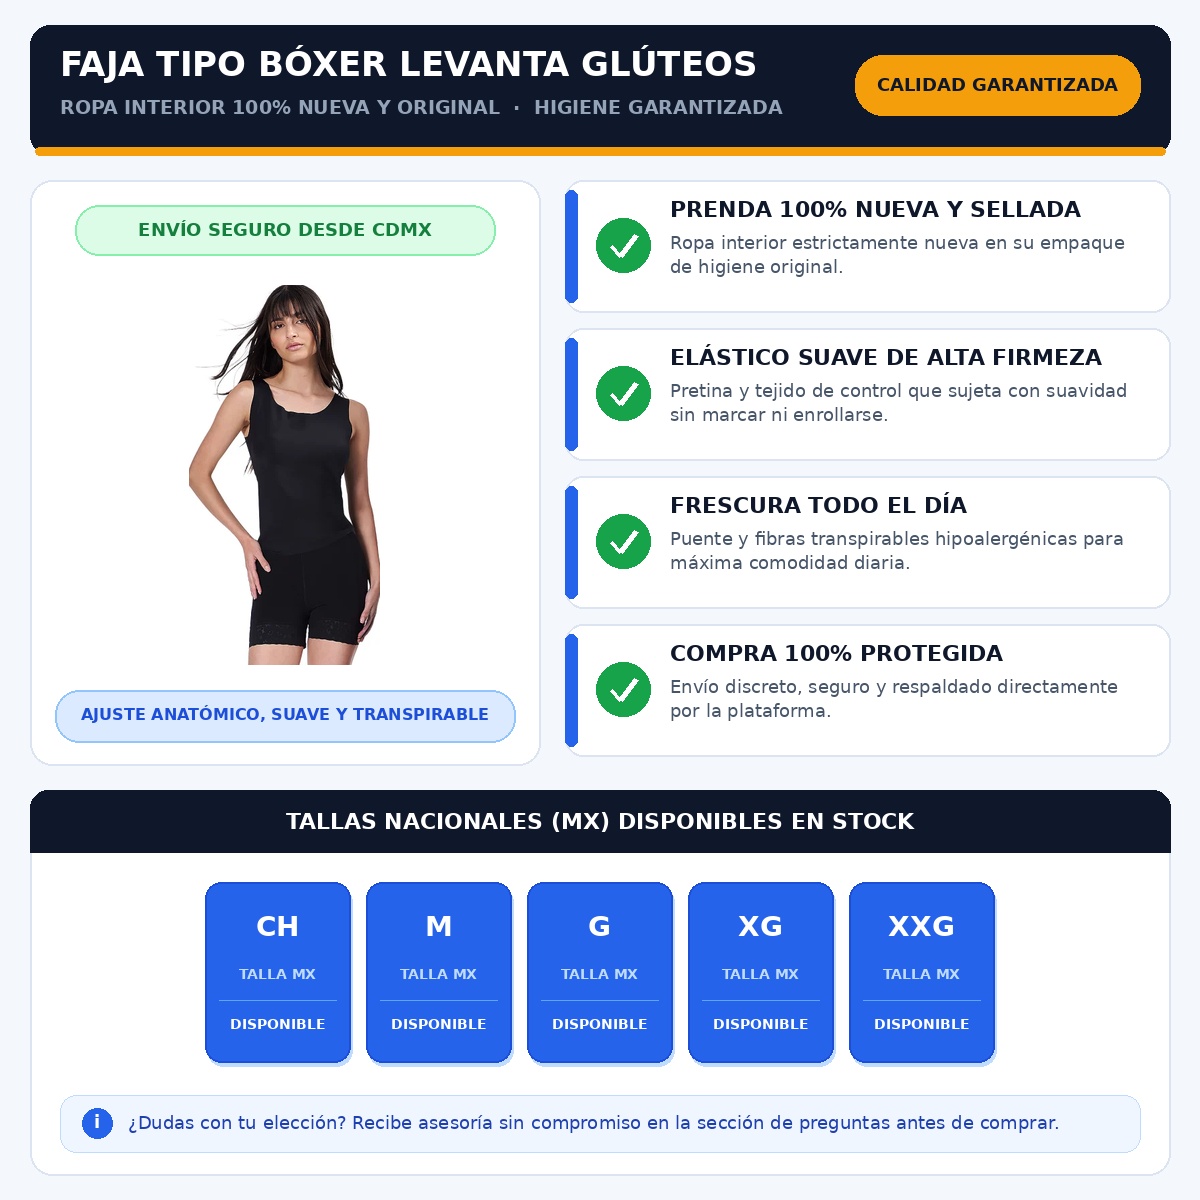 FAJA TIPO BÓXER LEVANTA GLÚTEOS
ROPA INTERIOR 100% NUEVA Y ORIGINAL · HIGIENE GARANTIZADA
CALIDAD GARANTIZADA
ENVÍO SEGURO DESDE CDMX
AJUSTE ANATÓMICO, SUAVE Y TRANSPIRABLE
PRENDA 100% NUEVA Y SELLADA
Ropa interior estrictamente nueva en su empaque
de higiene original.
ELÁSTICO SUAVE DE ALTA FIRMEZA
Pretina y tejido de control que sujeta con suavidad
sin marcar ni enrollarse.
FRESCURA TODO EL DÍA
Puente y fibras transpirables hipoalergénicas para
máxima comodidad diaria.
COMPRA 100% PROTEGIDA
Envío discreto, seguro y respaldado directamente
por la plataforma.
TALLAS NACIONALES (MX) DISPONIBLES EN STOCK
CH
TALLA MX
DISPONIBLE
M
TALLA MX
DISPONIBLE
G
TALLA MX
DISPONIBLE
XG
TALLA MX
DISPONIBLE
XXG
TALLA MX
DISPONIBLE
i
¿Dudas con tu elección? Recibe asesoría sin compromiso en la sección de preguntas antes de comprar.